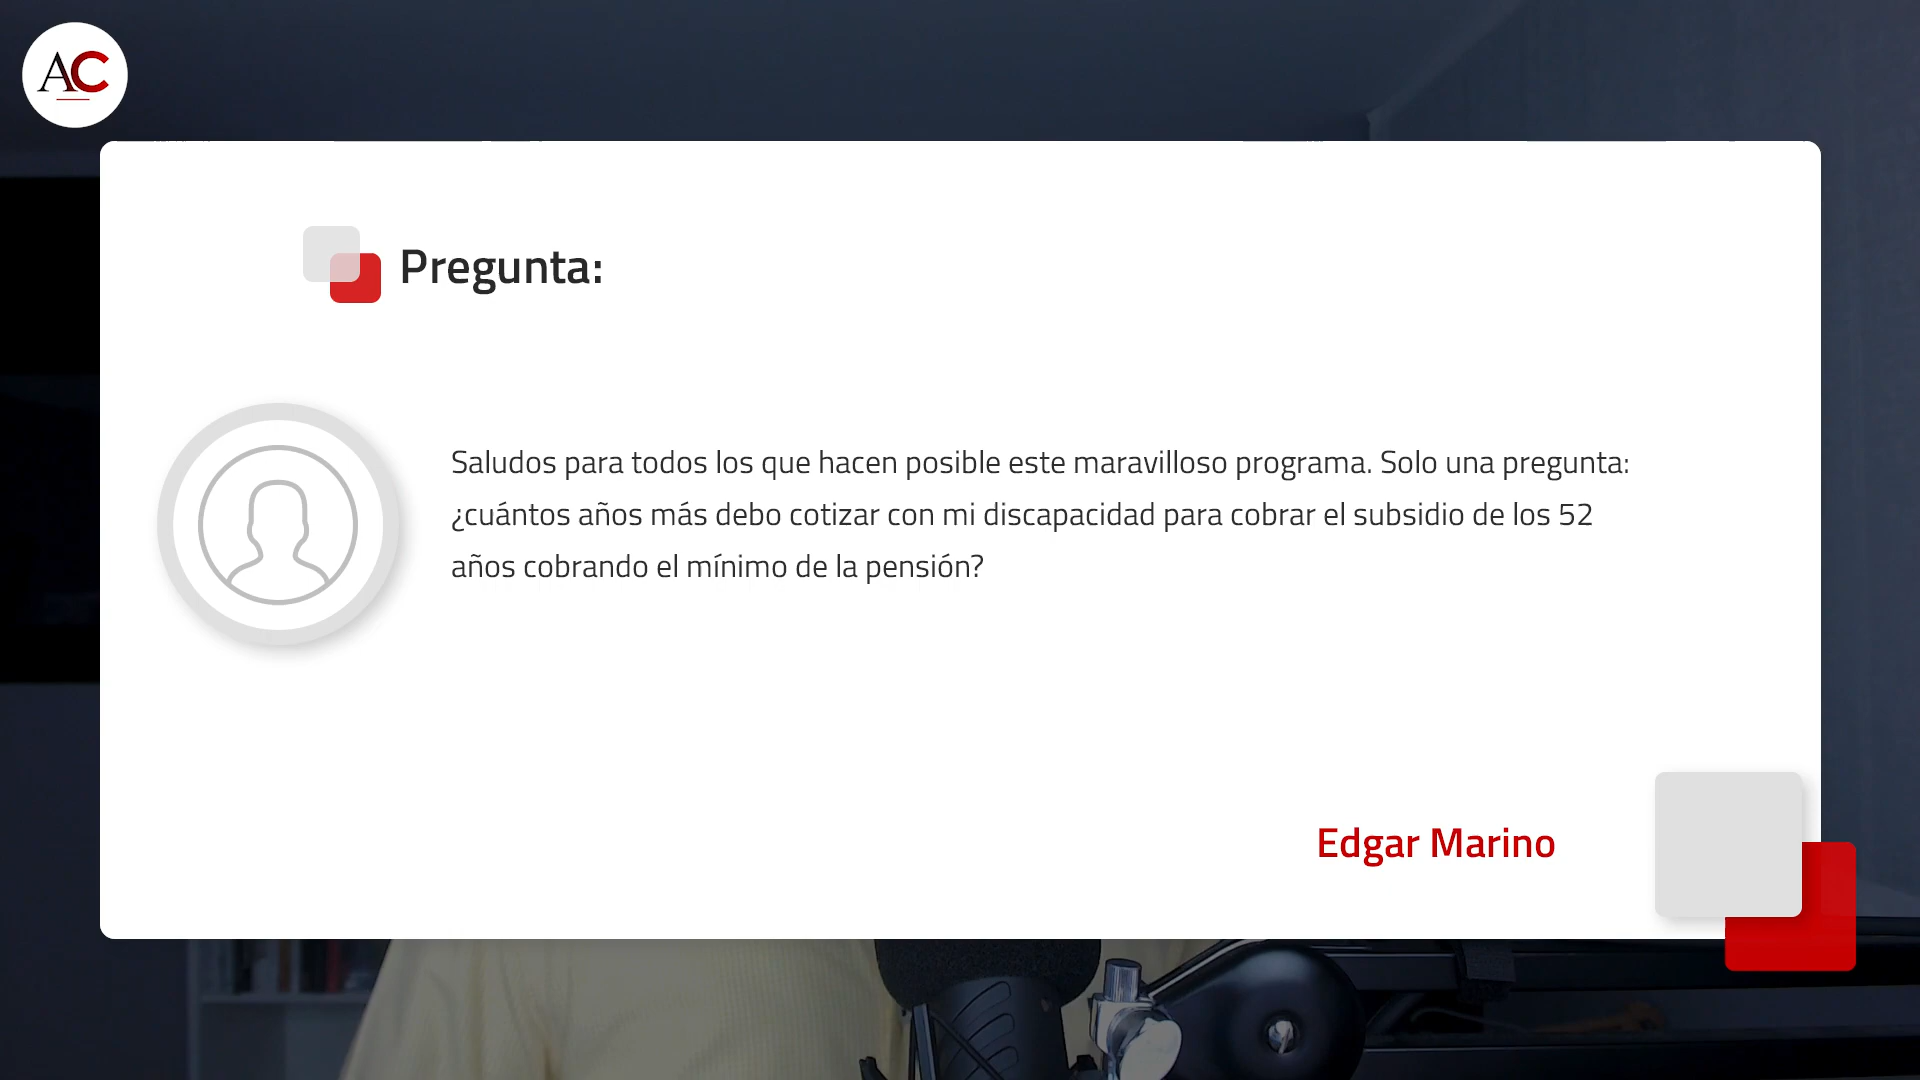 AC
Pregunta:
Saludos para todos los que hacen posible este maravilloso programa. Solo una pregunta:
¿cuántos años más debo cotizar con mi discapacidad para cobrar el subsidio de los 52
años cobrando el mínimo de la pensión?
Edgar Marino